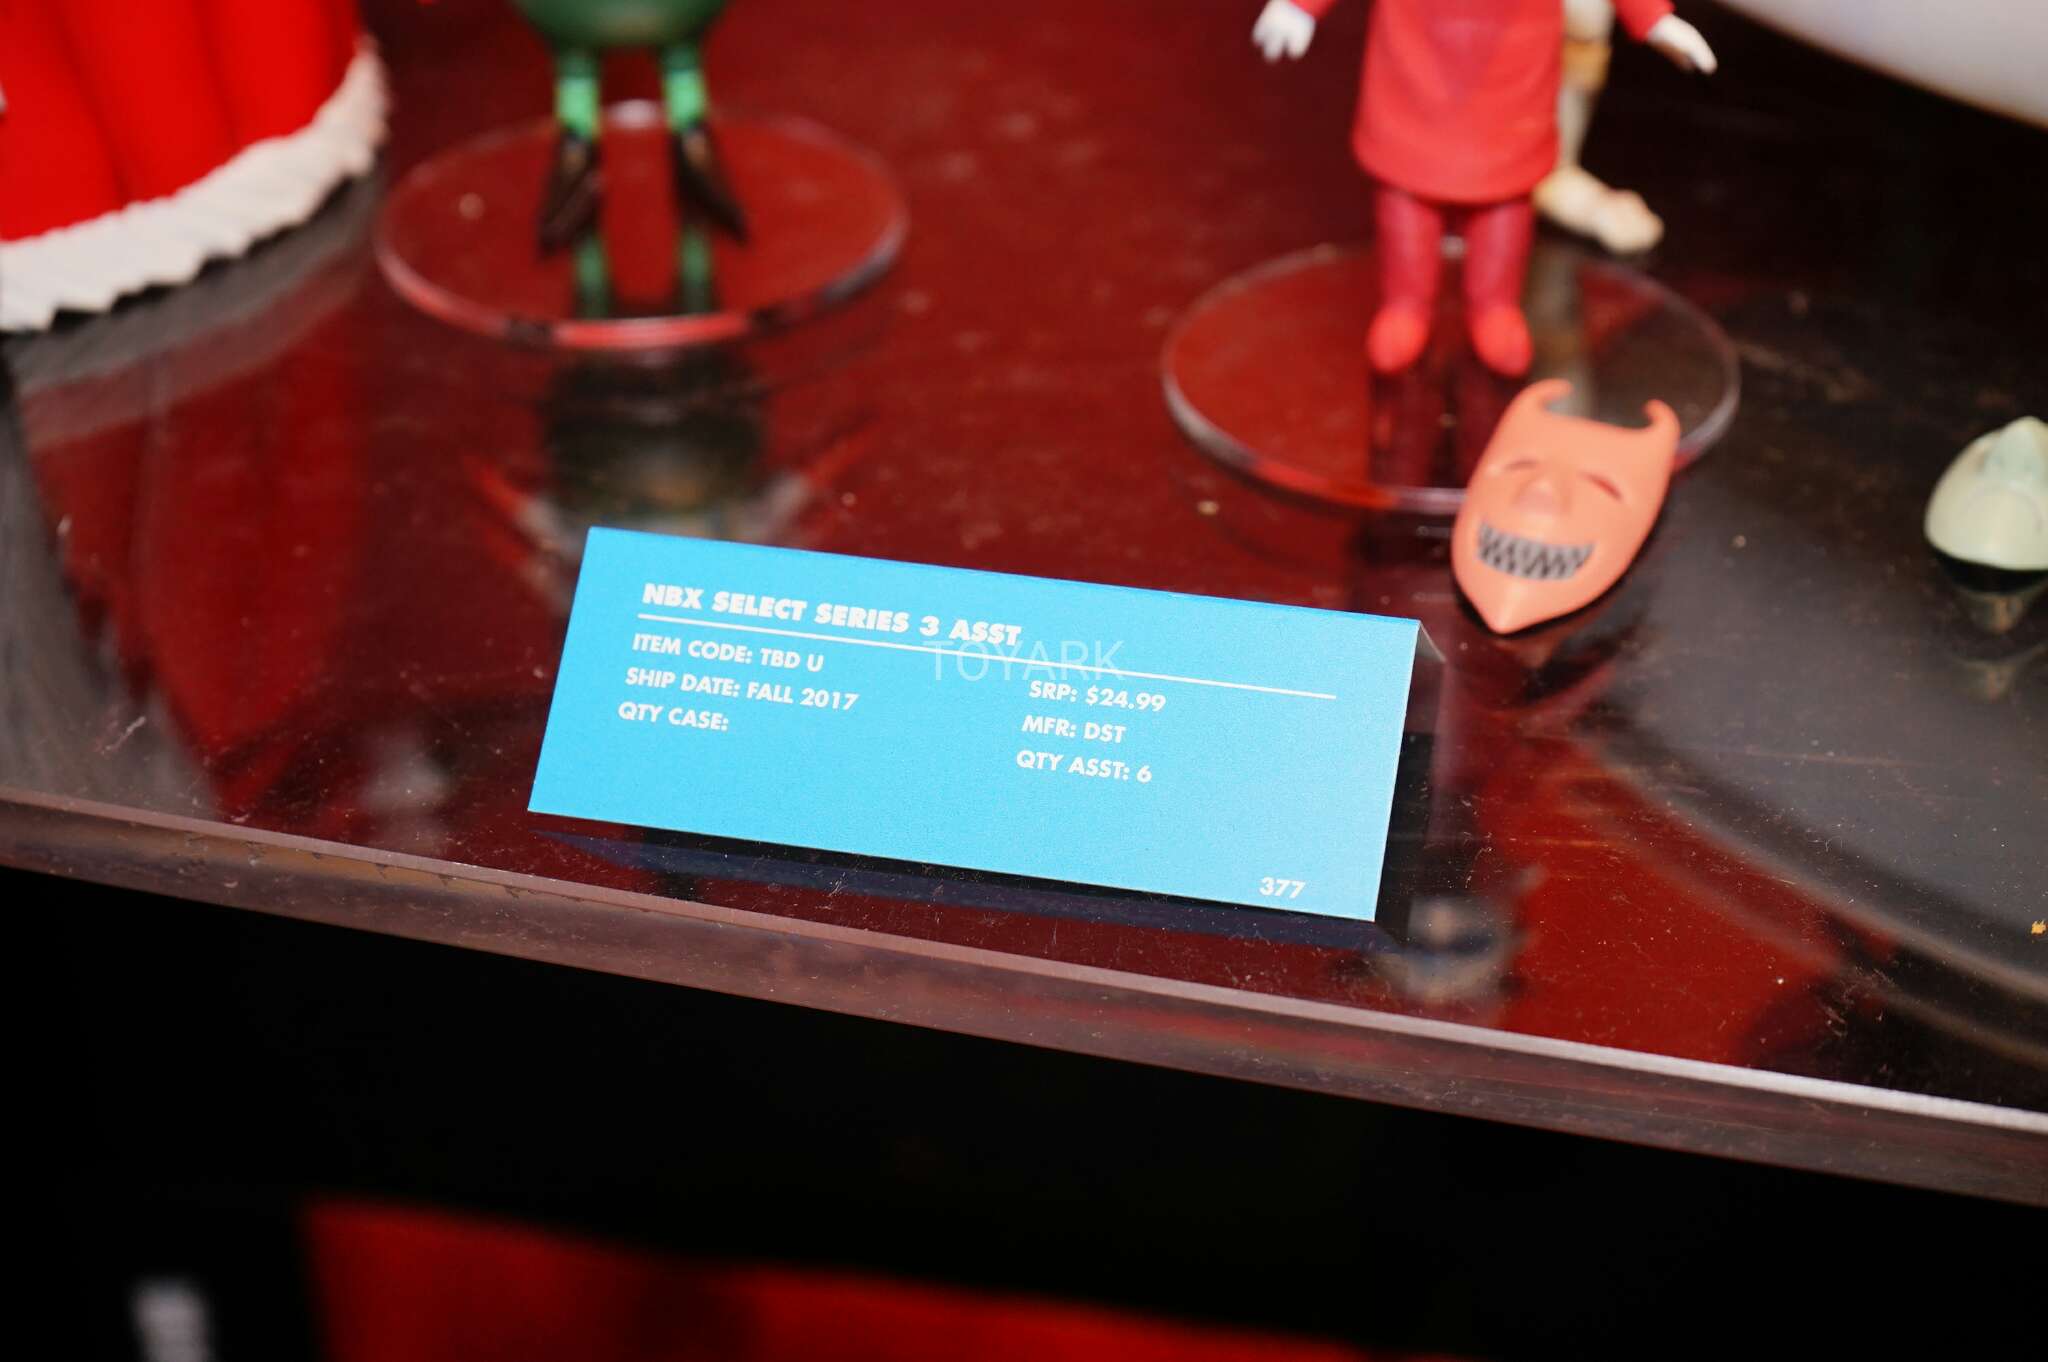 NBX SELECT SERIES 3 ASST
ITEM CODE: TBD U
SHIP DATE: FALL 2017
QTY CASE:
SRP: $24.99
MFR: DST
QTY ASST: 6
377
TOYARK